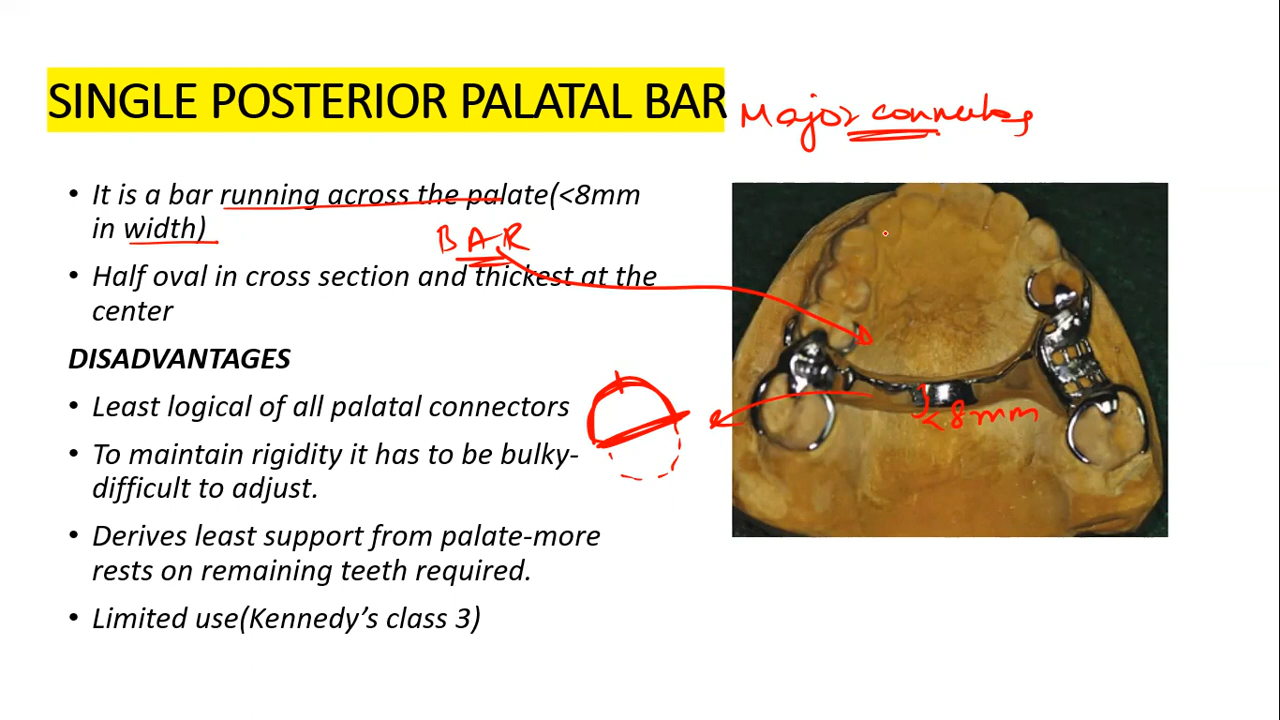 SINGLE POSTERIOR PALATAL BAR
Major connectors
• It is a bar running across the palate(<8mm
in width)
BAR
• Half oval in cross section and thickest at the
center
DISADVANTAGES
• Least logical of all palatal connectors
• To maintain rigidity it has to be bulky-
difficult to adjust.
• Derives least support from palate-more
rests on remaining teeth required.
• Limited use(Kennedy’s class 3)
<8mm